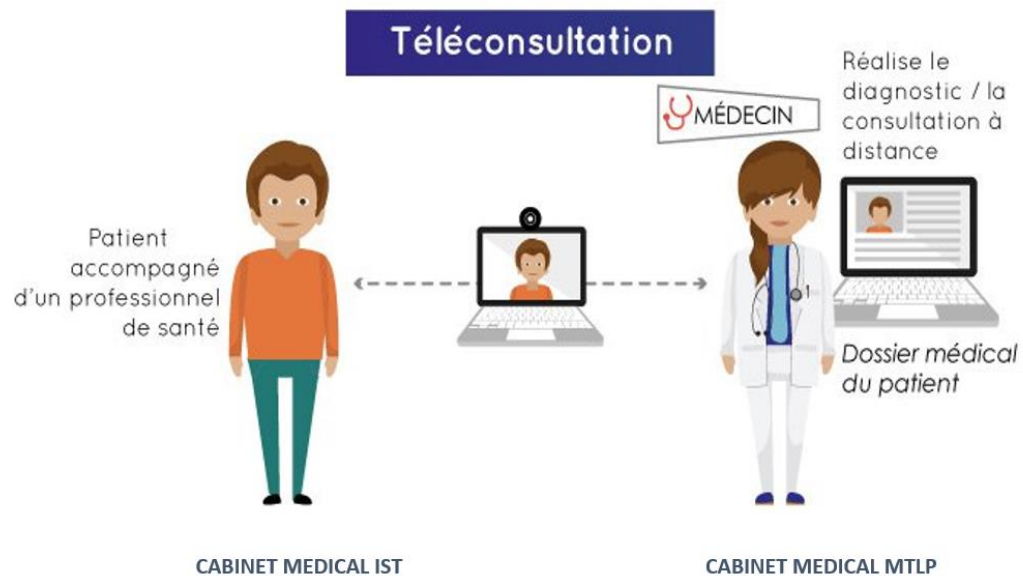 Téléconsultation
MÉDECIN
Réalise le
diagnostic / la
consultation à
distance
Patient
accompagné
d'un professionnel
de santé
Dossier médical
du patient
CABINET MEDICAL IST
CABINET MEDICAL MTLP